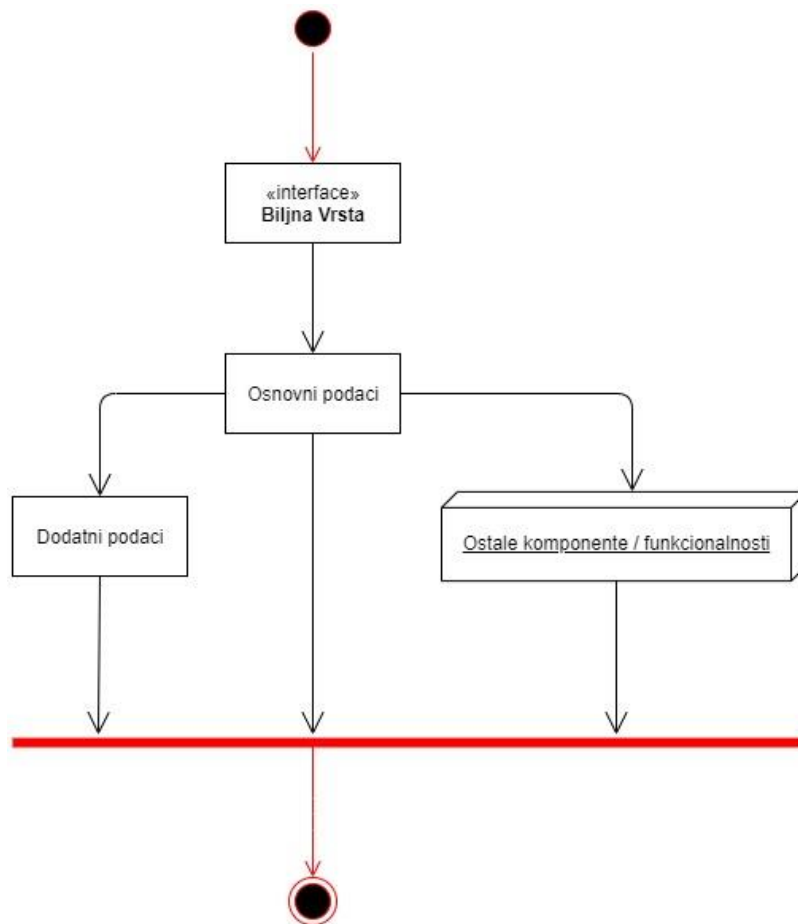 «interface»
Biljna Vrsta
Osnovni podaci
Dodatni podaci
Ostale komponente / funkcionalnosti